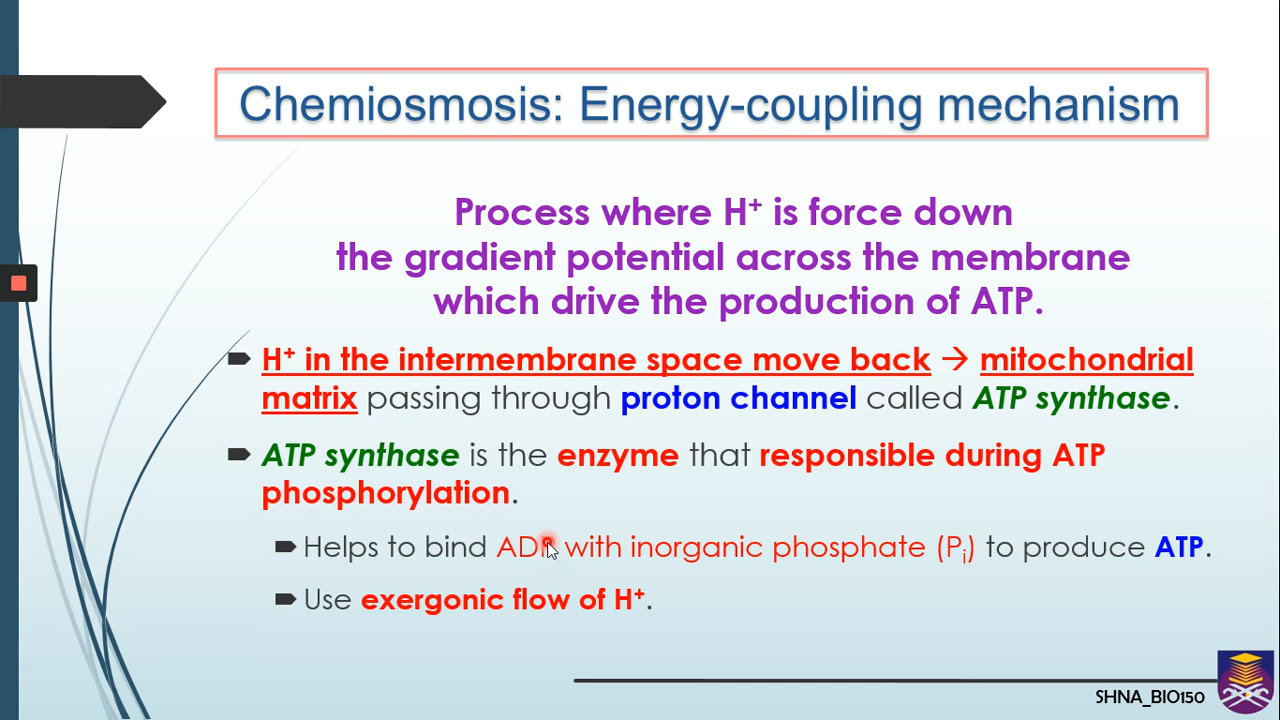 Chemiosmosis: Energy-coupling mechanism
Process where H⁺ is force down
the gradient potential across the membrane
which drive the production of ATP.
H⁺ in the intermembrane space move back → mitochondrial
matrix passing through proton channel called ATP synthase.
ATP synthase is the enzyme that responsible during ATP
phosphorylation.
Helps to bind ADP with inorganic phosphate (Pᵢ) to produce ATP.
Use exergonic flow of H⁺.
SHNA_BIO150